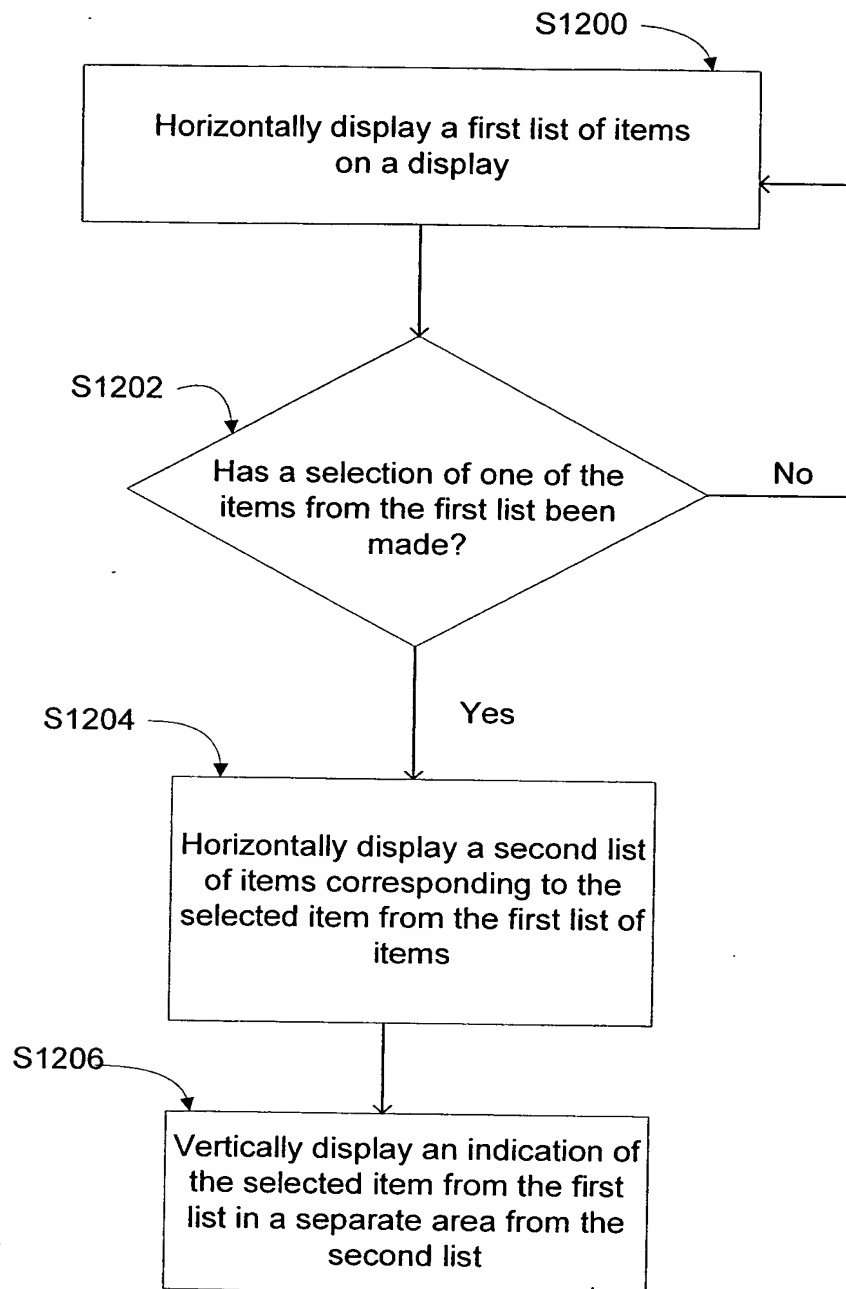 S1200
Horizontally display a first list of items
on a display
S1202
Has a selection of one of the
items from the first list been
made?
No
Yes
S1204
Horizontally display a second list
of items corresponding to the
selected item from the first list of
items
S1206
Vertically display an indication of
the selected item from the first
list in a separate area from the
second list